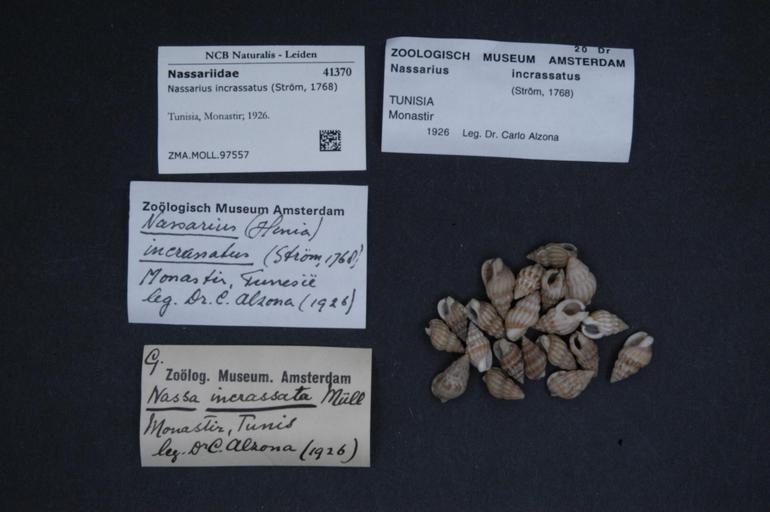 NCB Naturalis - Leiden
Nassariidae 41370
Nassarius incrassatus (Ström, 1768)
Tunisia, Monastir; 1926.
ZMA.MOLL.97557
20 Dr
ZOOLOGISCH MUSEUM AMSTERDAM
Nassarius incrassatus
(Ström, 1768)
TUNISIA
Monastir
1926 Leg. Dr. Carlo Alzona
Zoölogisch Museum Amsterdam
Nassarius (Hinia)
incrassatus (Ström, 1768)
Monastir, Tunesië
leg. Dr. C. Alzona (1926)
G.
Zoölog. Museum. Amsterdam
Nassa incrassata Müll
Monastir, Tunis
leg. Dr C. Alzona (1926)